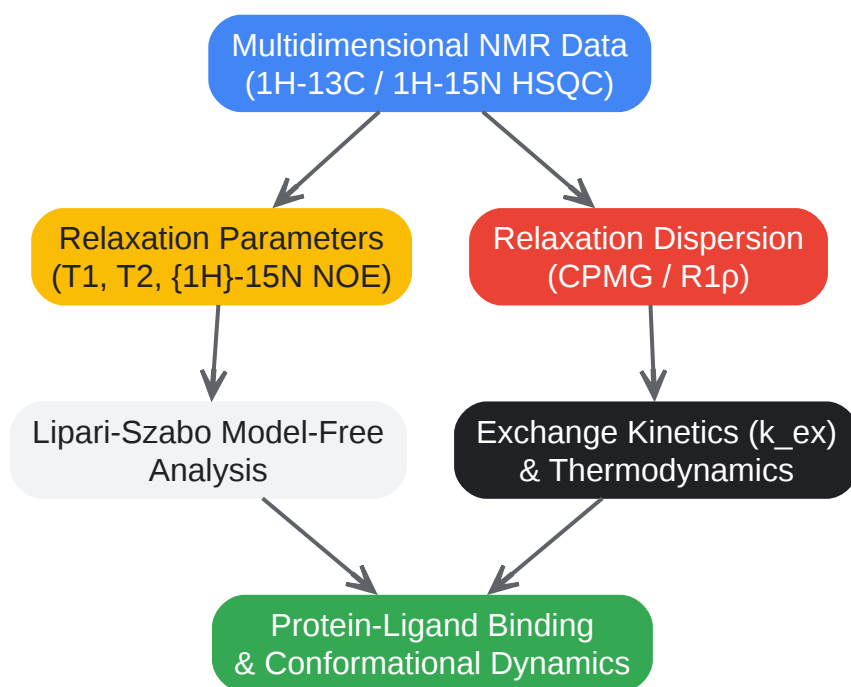 Multidimensional NMR Data
(1H-13C / 1H-15N HSQC)
Relaxation Parameters
(T1, T2, {1H}-15N NOE)
Relaxation Dispersion
(CPMG / R1ρ)
Lipari-Szabo Model-Free
Analysis
Exchange Kinetics (k_ex)
& Thermodynamics
Protein-Ligand Binding
& Conformational Dynamics